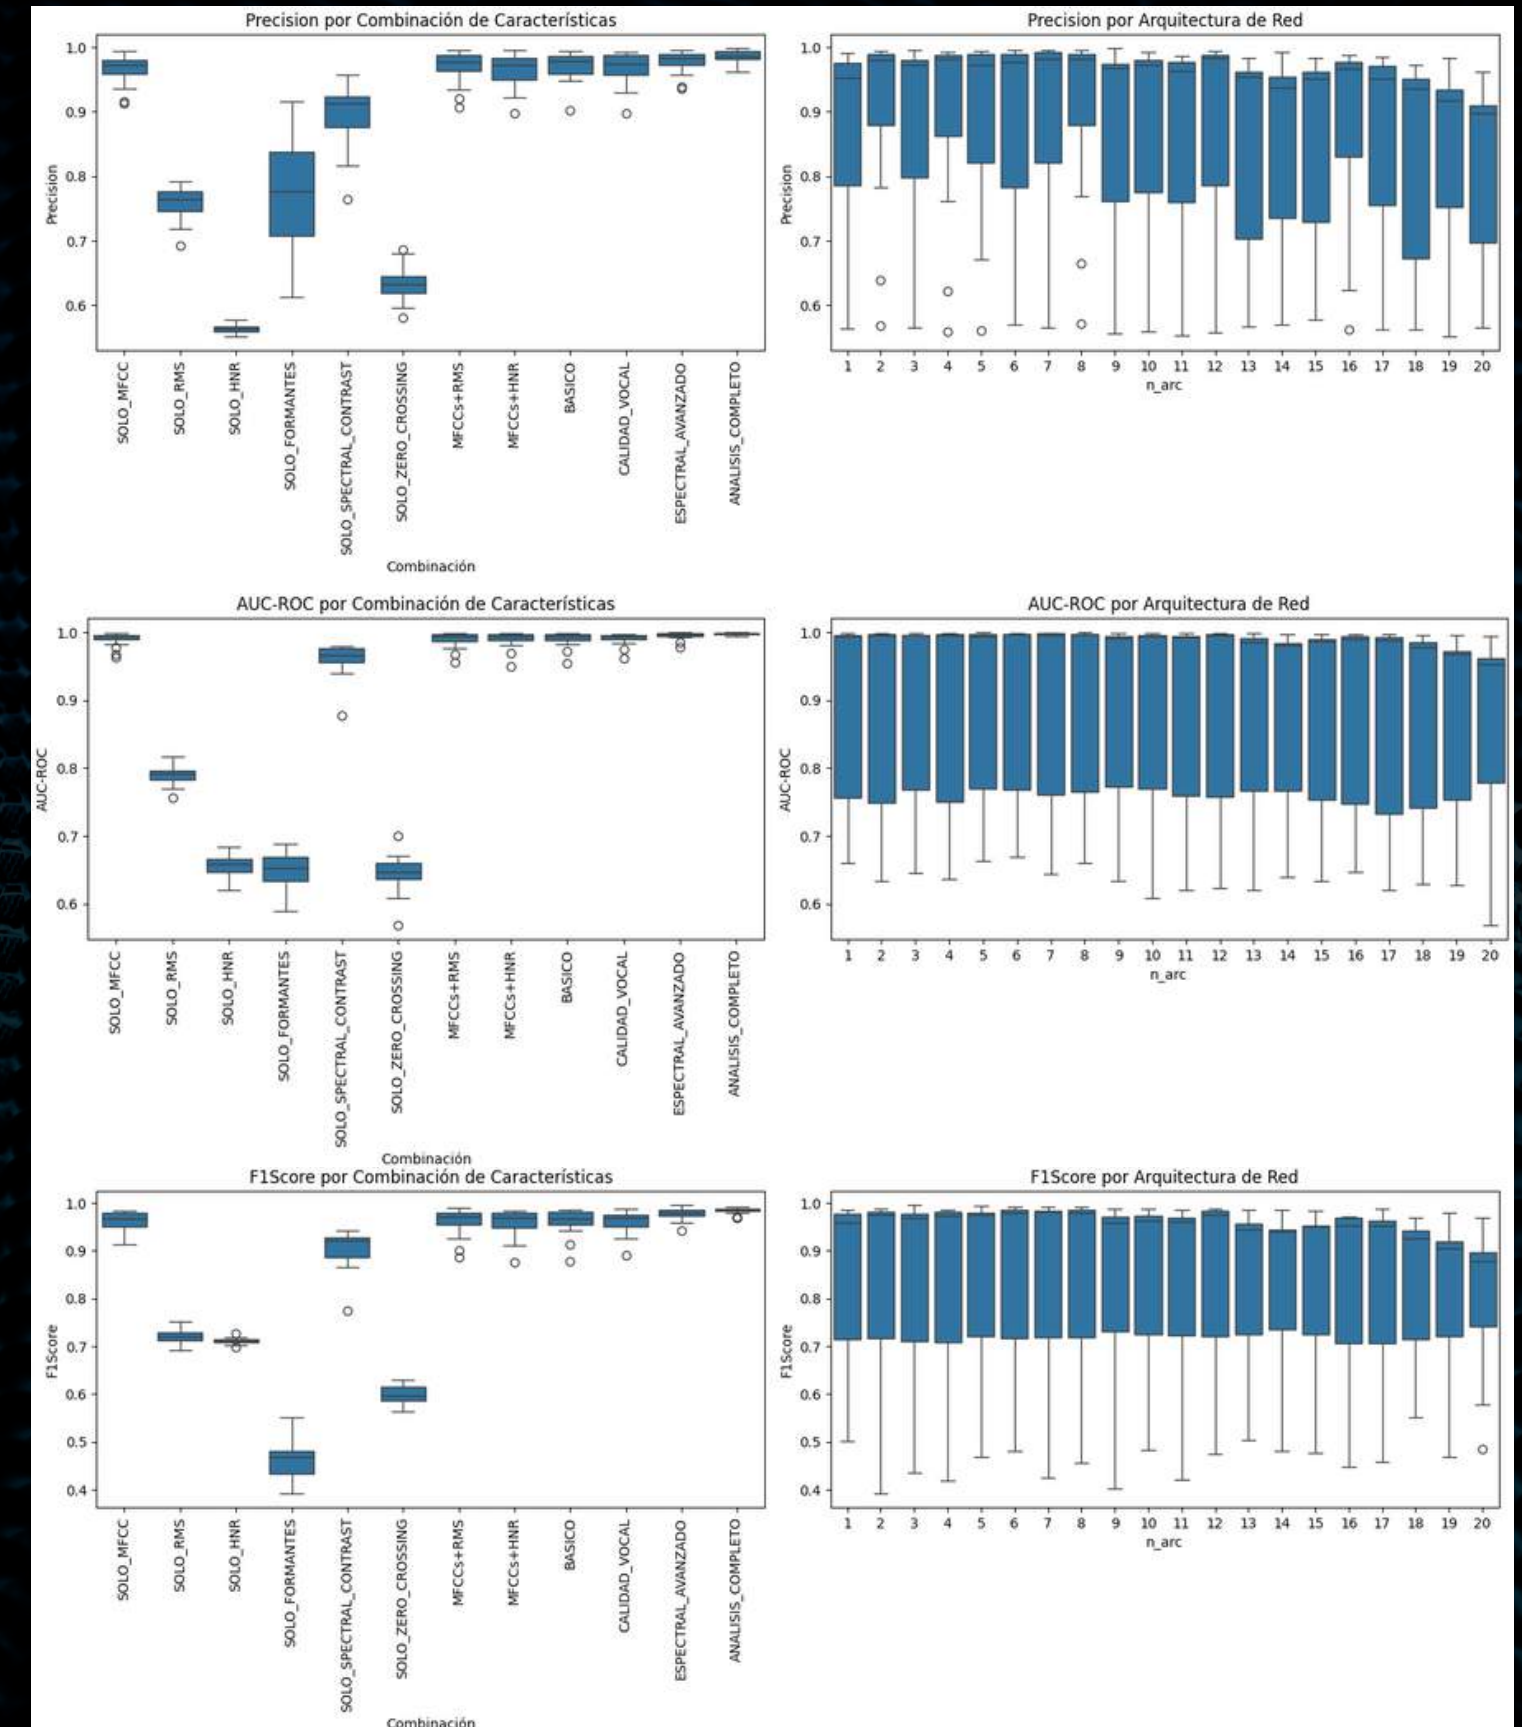 Precision por Combinación de Características
Precision
1.0
0.9
0.8
0.7
0.6
SOLO_MFCC
SOLO_RMS
SOLO_HNR
SOLO_FORMANTES
SOLO_SPECTRAL_CONTRAST
SOLO_ZERO_CROSSING
MFCCs+RMS
MFCCs+HNR
BASICO
CALIDAD_VOCAL
ESPECTRAL_AVANZADO
ANALISIS_COMPLETO
Combinación
Precision por Arquitectura de Red
Precision
1.0
0.9
0.8
0.7
0.6
1 2 3 4 5 6 7 8 9 10 11 12 13 14 15 16 17 18 19 20
n_arc
AUC-ROC por Combinación de Características
AUC-ROC
1.0
0.9
0.8
0.7
0.6
SOLO_MFCC
SOLO_RMS
SOLO_HNR
SOLO_FORMANTES
SOLO_SPECTRAL_CONTRAST
SOLO_ZERO_CROSSING
MFCCs+RMS
MFCCs+HNR
BASICO
CALIDAD_VOCAL
ESPECTRAL_AVANZADO
ANALISIS_COMPLETO
Combinación
AUC-ROC por Arquitectura de Red
AUC-ROC
1.0
0.9
0.8
0.7
0.6
1 2 3 4 5 6 7 8 9 10 11 12 13 14 15 16 17 18 19 20
n_arc
F1Score por Combinación de Características
F1Score
1.0
0.9
0.8
0.7
0.6
0.5
0.4
SOLO_MFCC
SOLO_RMS
SOLO_HNR
SOLO_FORMANTES
SOLO_SPECTRAL_CONTRAST
SOLO_ZERO_CROSSING
MFCCs+RMS
MFCCs+HNR
BASICO
CALIDAD_VOCAL
ESPECTRAL_AVANZADO
ANALISIS_COMPLETO
Combinación
F1Score por Arquitectura de Red
F1Score
1.0
0.9
0.8
0.7
0.6
0.5
0.4
1 2 3 4 5 6 7 8 9 10 11 12 13 14 15 16 17 18 19 20
n_arc